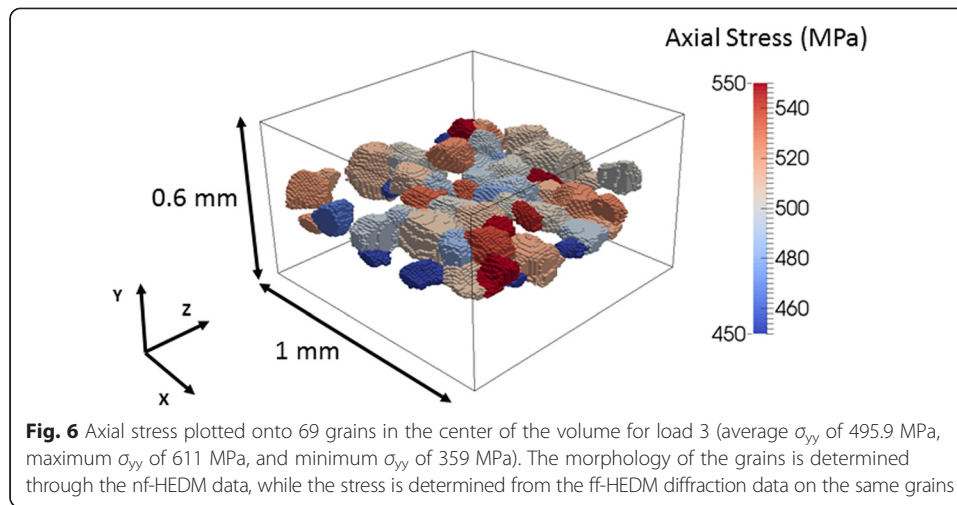 Axial Stress (MPa)
550
540
520
500
480
460
450
0.6 mm
1 mm
Y
Z
X
Fig. 6 Axial stress plotted onto 69 grains in the center of the volume for load 3 (average σyy of 495.9 MPa,
maximum σyy of 611 MPa, and minimum σyy of 359 MPa). The morphology of the grains is determined
through the nf-HEDM data, while the stress is determined from the ff-HEDM diffraction data on the same grains